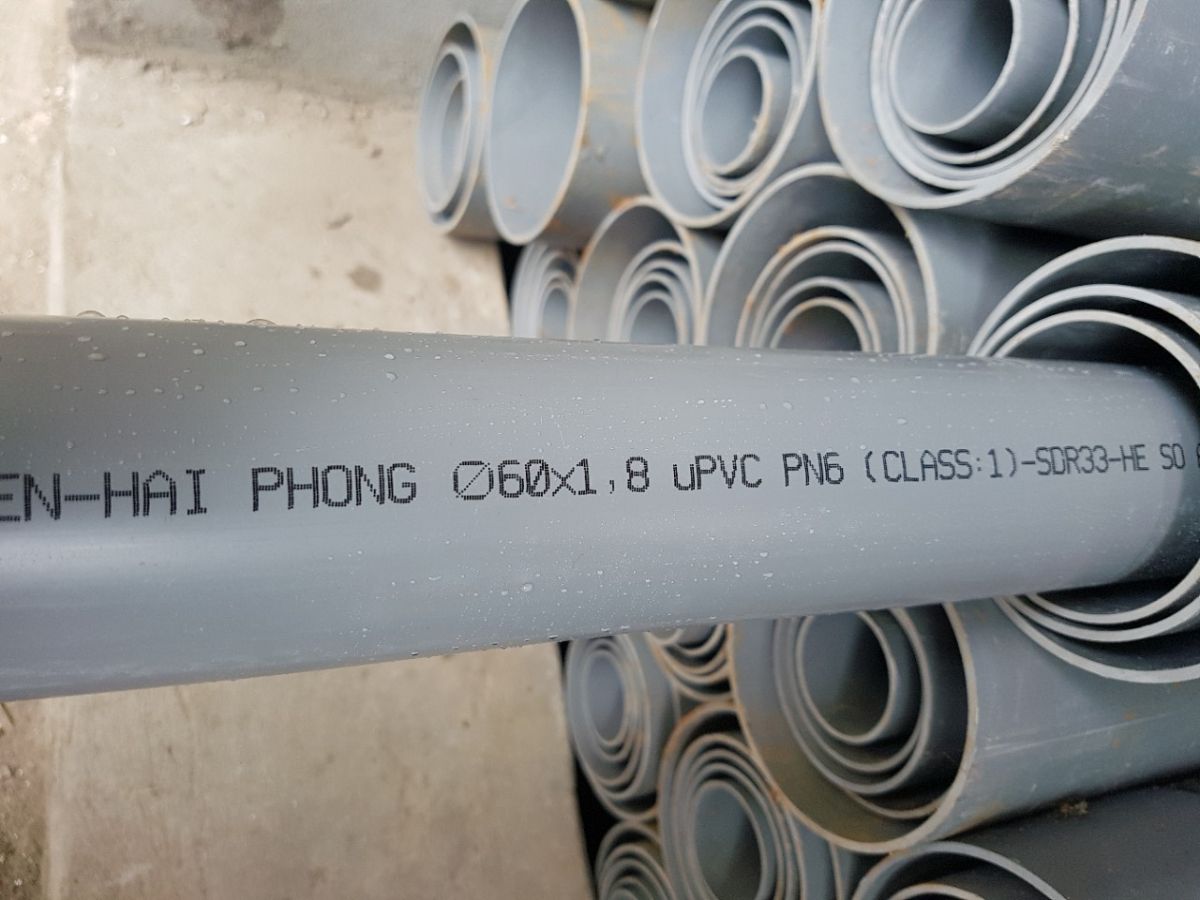 EN-HAI PHONG Ø60x1,8 uPVC PN6 (CLASS:1)-SDR33-HE SO